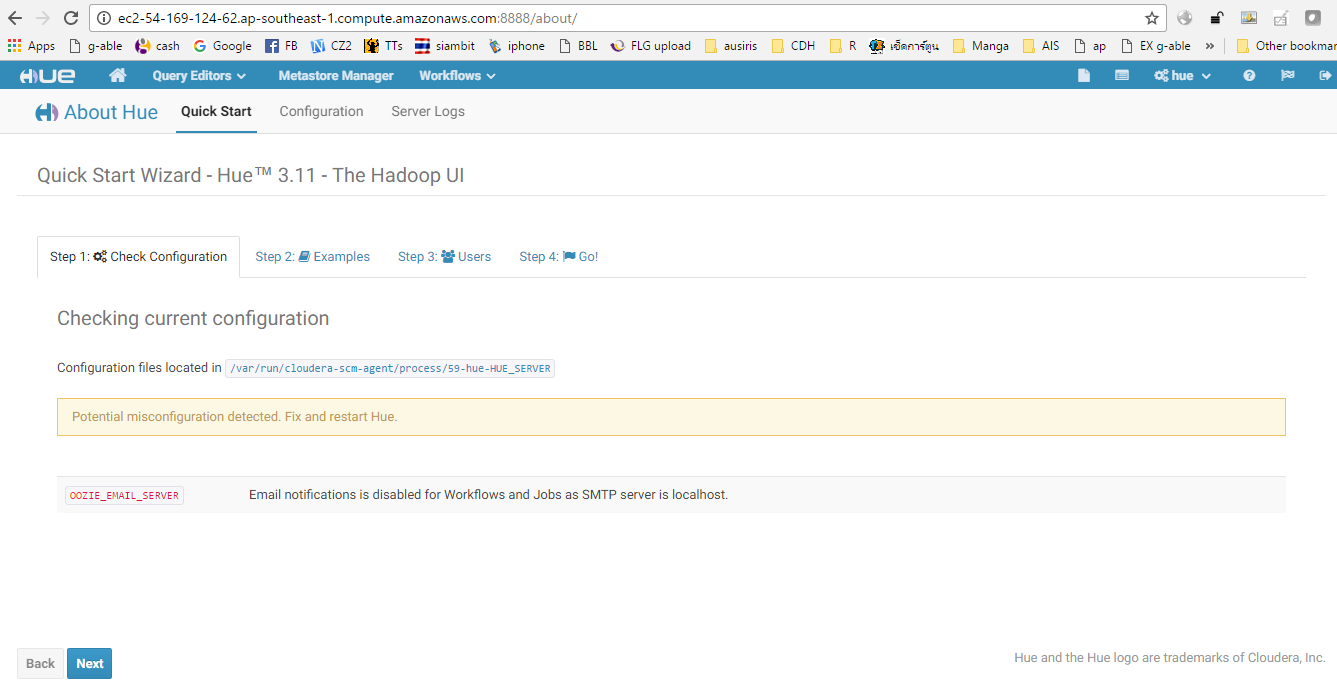 ec2-54-169-124-62.ap-southeast-1.compute.amazonaws.com:8888/about/
Apps g-able cash Google FB CZ2 TTs siambit iphone BBL FLG upload ausiris CDH R เช็ดการ์ตูน Manga AIS ap EX g-able » Other bookmar
HUE Query Editors Metastore Manager Workflows hue
About Hue Quick Start Configuration Server Logs
Quick Start Wizard - Hue™ 3.11 - The Hadoop UI
Step 1: Check Configuration Step 2: Examples Step 3: Users Step 4: Go!
Checking current configuration
Configuration files located in /var/run/cloudera-scm-agent/process/59-hue-HUE_SERVER
Potential misconfiguration detected. Fix and restart Hue.
OOZIE_EMAIL_SERVER Email notifications is disabled for Workflows and Jobs as SMTP server is localhost.
Back Next Hue and the Hue logo are trademarks of Cloudera, Inc.